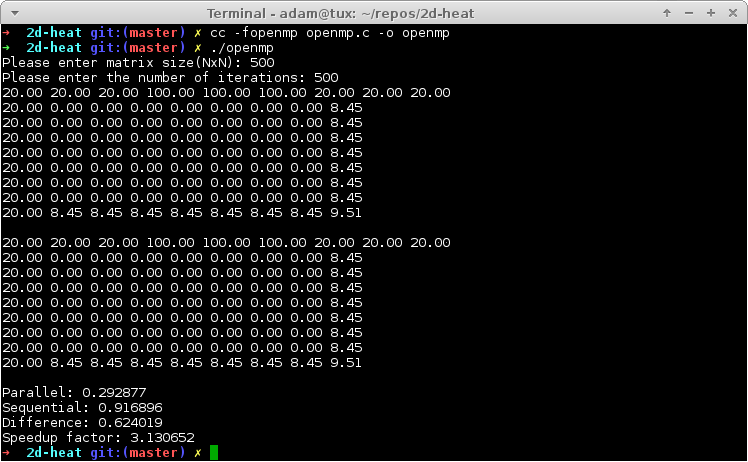 Terminal - adam@tux: ~/repos/2d-heat
➜  2d-heat git:(master) ✗ cc -fopenmp openmp.c -o openmp
➜  2d-heat git:(master) ✗ ./openmp
Please enter matrix size(NxN): 500
Please enter the number of iterations: 500
20.00 20.00 20.00 100.00 100.00 100.00 20.00 20.00 20.00
20.00 0.00 0.00 0.00 0.00 0.00 0.00 0.00 8.45
20.00 0.00 0.00 0.00 0.00 0.00 0.00 0.00 8.45
20.00 0.00 0.00 0.00 0.00 0.00 0.00 0.00 8.45
20.00 0.00 0.00 0.00 0.00 0.00 0.00 0.00 8.45
20.00 0.00 0.00 0.00 0.00 0.00 0.00 0.00 8.45
20.00 0.00 0.00 0.00 0.00 0.00 0.00 0.00 8.45
20.00 0.00 0.00 0.00 0.00 0.00 0.00 0.00 8.45
20.00 8.45 8.45 8.45 8.45 8.45 8.45 8.45 9.51
20.00 20.00 20.00 100.00 100.00 100.00 20.00 20.00 20.00
20.00 0.00 0.00 0.00 0.00 0.00 0.00 0.00 8.45
20.00 0.00 0.00 0.00 0.00 0.00 0.00 0.00 8.45
20.00 0.00 0.00 0.00 0.00 0.00 0.00 0.00 8.45
20.00 0.00 0.00 0.00 0.00 0.00 0.00 0.00 8.45
20.00 0.00 0.00 0.00 0.00 0.00 0.00 0.00 8.45
20.00 0.00 0.00 0.00 0.00 0.00 0.00 0.00 8.45
20.00 0.00 0.00 0.00 0.00 0.00 0.00 0.00 8.45
20.00 8.45 8.45 8.45 8.45 8.45 8.45 8.45 9.51
Parallel: 0.292877
Sequential: 0.916896
Difference: 0.624019
Speedup factor: 3.130652
➜  2d-heat git:(master) ✗